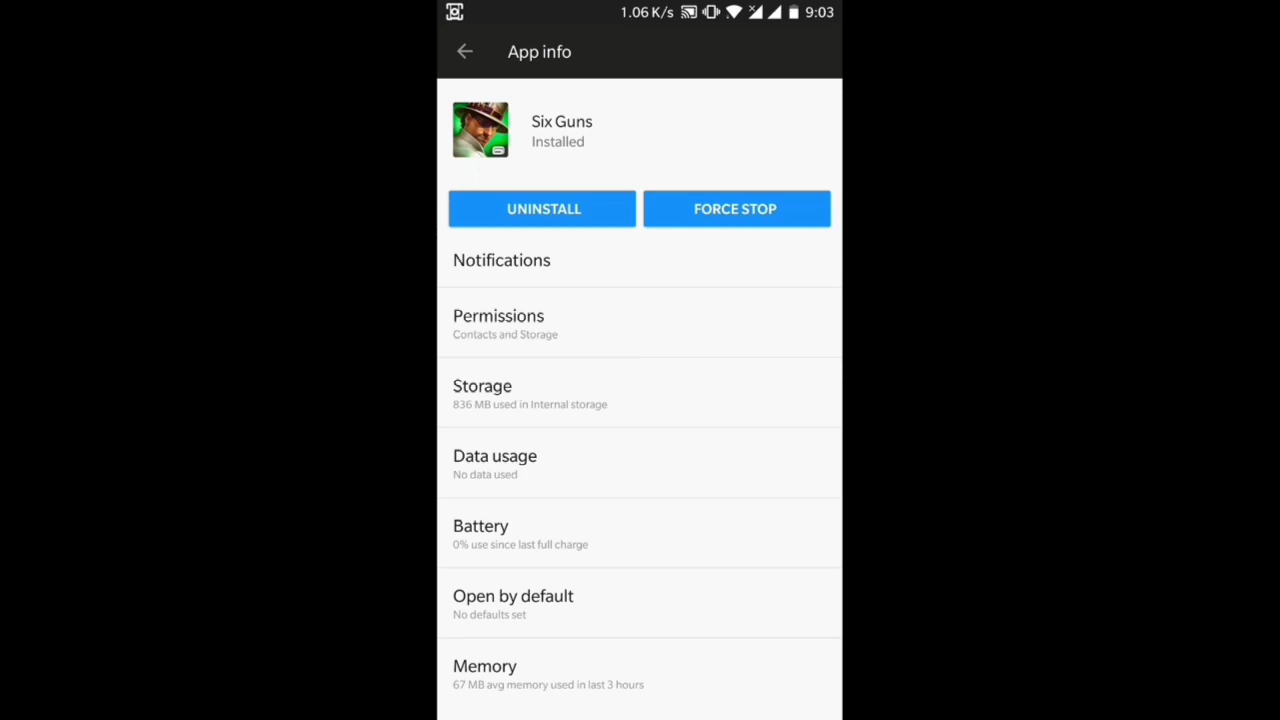 1.06 K/s 9:03
App info
Six Guns
Installed
UNINSTALL FORCE STOP
Notifications
Permissions
Contacts and Storage
Storage
836 MB used in Internal storage
Data usage
No data used
Battery
0% use since last full charge
Open by default
No defaults set
Memory
67 MB avg memory used in last 3 hours